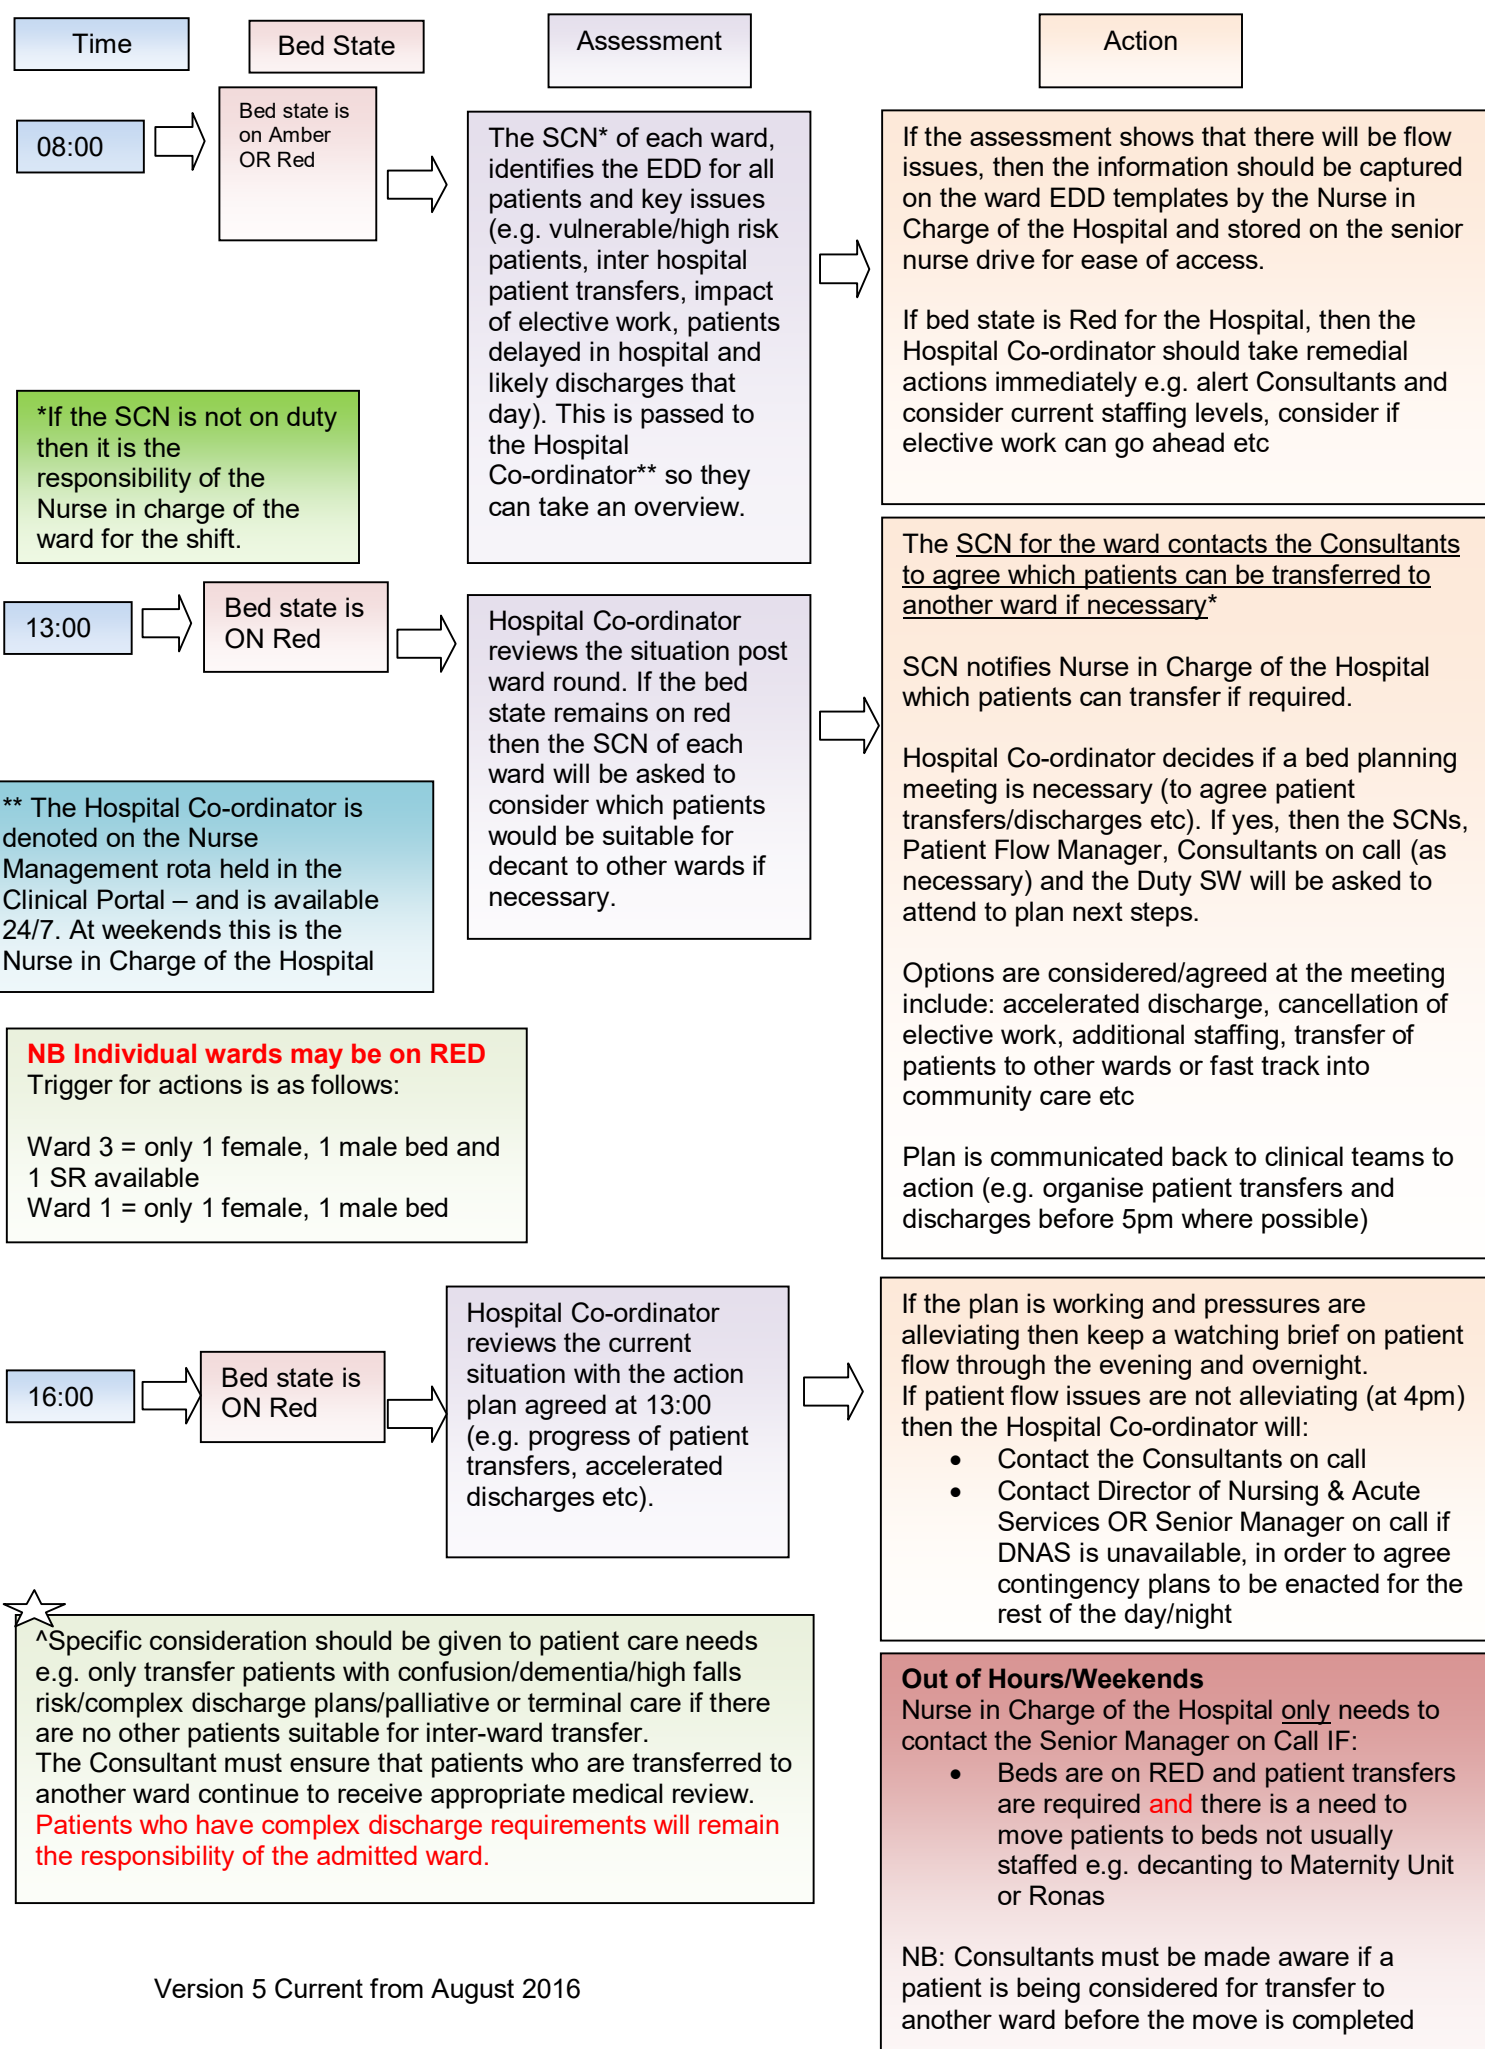 Time
Bed State
Assessment
Action
08:00
Bed state is
on Amber
OR Red
The SCN* of each ward,
identifies the EDD for all
patients and key issues
(e.g. vulnerable/high risk
patients, inter hospital
patient transfers, impact
of elective work, patients
delayed in hospital and
likely discharges that
day). This is passed to
the Hospital
Co-ordinator** so they
can take an overview.
If the assessment shows that there will be flow
issues, then the information should be captured
on the ward EDD templates by the Nurse in
Charge of the Hospital and stored on the senior
nurse drive for ease of access.
If bed state is Red for the Hospital, then the
Hospital Co-ordinator should take remedial
actions immediately e.g. alert Consultants and
consider current staffing levels, consider if
elective work can go ahead etc
*If the SCN is not on duty
then it is the
responsibility of the
Nurse in charge of the
ward for the shift.
13:00
Bed state is
ON Red
Hospital Co-ordinator
reviews the situation post
ward round. If the bed
state remains on red
then the SCN of each
ward will be asked to
consider which patients
would be suitable for
decant to other wards if
necessary.
The SCN for the ward contacts the Consultants
to agree which patients can be transferred to
another ward if necessary*
SCN notifies Nurse in Charge of the Hospital
which patients can transfer if required.
Hospital Co-ordinator decides if a bed planning
meeting is necessary (to agree patient
transfers/discharges etc). If yes, then the SCNs,
Patient Flow Manager, Consultants on call (as
necessary) and the Duty SW will be asked to
attend to plan next steps.
Options are considered/agreed at the meeting
include: accelerated discharge, cancellation of
elective work, additional staffing, transfer of
patients to other wards or fast track into
community care etc
Plan is communicated back to clinical teams to
action (e.g. organise patient transfers and
discharges before 5pm where possible)
** The Hospital Co-ordinator is
denoted on the Nurse
Management rota held in the
Clinical Portal – and is available
24/7. At weekends this is the
Nurse in Charge of the Hospital
NB Individual wards may be on RED
Trigger for actions is as follows:
Ward 3 = only 1 female, 1 male bed and
1 SR available
Ward 1 = only 1 female, 1 male bed
16:00
Bed state is
ON Red
Hospital Co-ordinator
reviews the current
situation with the action
plan agreed at 13:00
(e.g. progress of patient
transfers, accelerated
discharges etc).
If the plan is working and pressures are
alleviating then keep a watching brief on patient
flow through the evening and overnight.
If patient flow issues are not alleviating (at 4pm)
then the Hospital Co-ordinator will:
• Contact the Consultants on call
• Contact Director of Nursing & Acute
Services OR Senior Manager on call if
DNAS is unavailable, in order to agree
contingency plans to be enacted for the
rest of the day/night
^Specific consideration should be given to patient care needs
e.g. only transfer patients with confusion/dementia/high falls
risk/complex discharge plans/palliative or terminal care if there
are no other patients suitable for inter-ward transfer.
The Consultant must ensure that patients who are transferred to
another ward continue to receive appropriate medical review.
Patients who have complex discharge requirements will remain
the responsibility of the admitted ward.
Out of Hours/Weekends
Nurse in Charge of the Hospital only needs to
contact the Senior Manager on Call IF:
• Beds are on RED and patient transfers
are required and there is a need to
move patients to beds not usually
staffed e.g. decanting to Maternity Unit
or Ronas
NB: Consultants must be made aware if a
patient is being considered for transfer to
another ward before the move is completed
Version 5 Current from August 2016